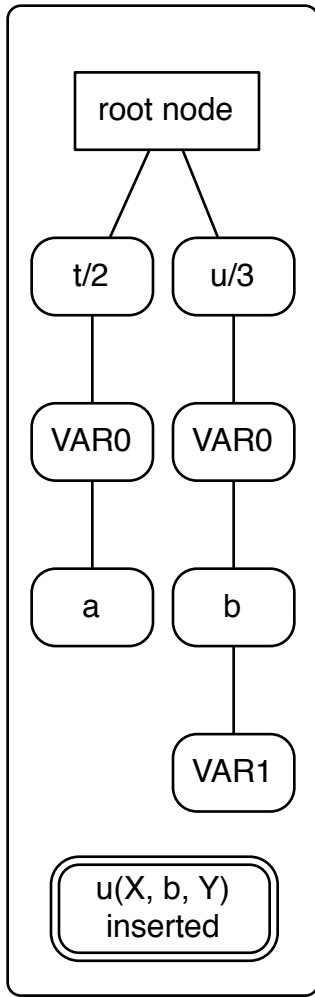 root node
t/2
u/3
VAR0
VAR0
a
b
VAR1
u(X, b, Y)
inserted